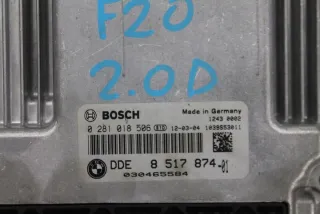 F20
2.0D
BOSCH
Made in Germany
1243 0002
0 281 018 506 12-03-04 1039S53011
DDE 8 517 874-01
030465584